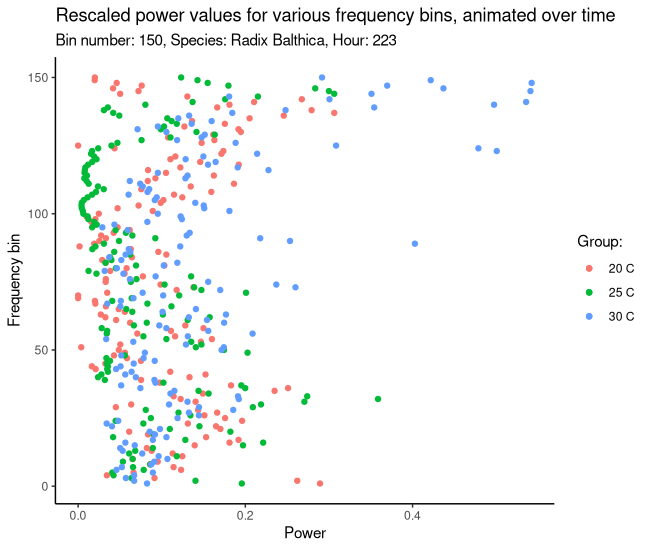 Rescaled power values for various frequency bins, animated over time
Bin number: 150, Species: Radix Balthica, Hour: 223
150
100
50
0
Frequency bin
0.0 0.2 0.4
Power
Group:
20 C
25 C
30 C